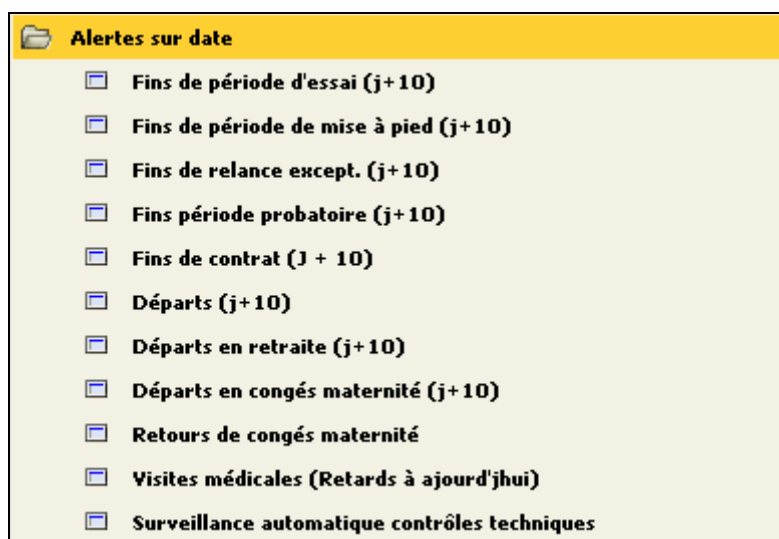 Alertes sur date
Fins de période d'essai (j+10)
Fins de période de mise à pied (j+10)
Fins de relance except. (j+10)
Fins période probatoire (j+10)
Fins de contrat (J + 10)
Départs (j+10)
Départs en retraite (j+10)
Départs en congés maternité (j+10)
Retours de congés maternité
Visites médicales (Retards à ajourd'jhui)
Surveillance automatique contrôles techniques